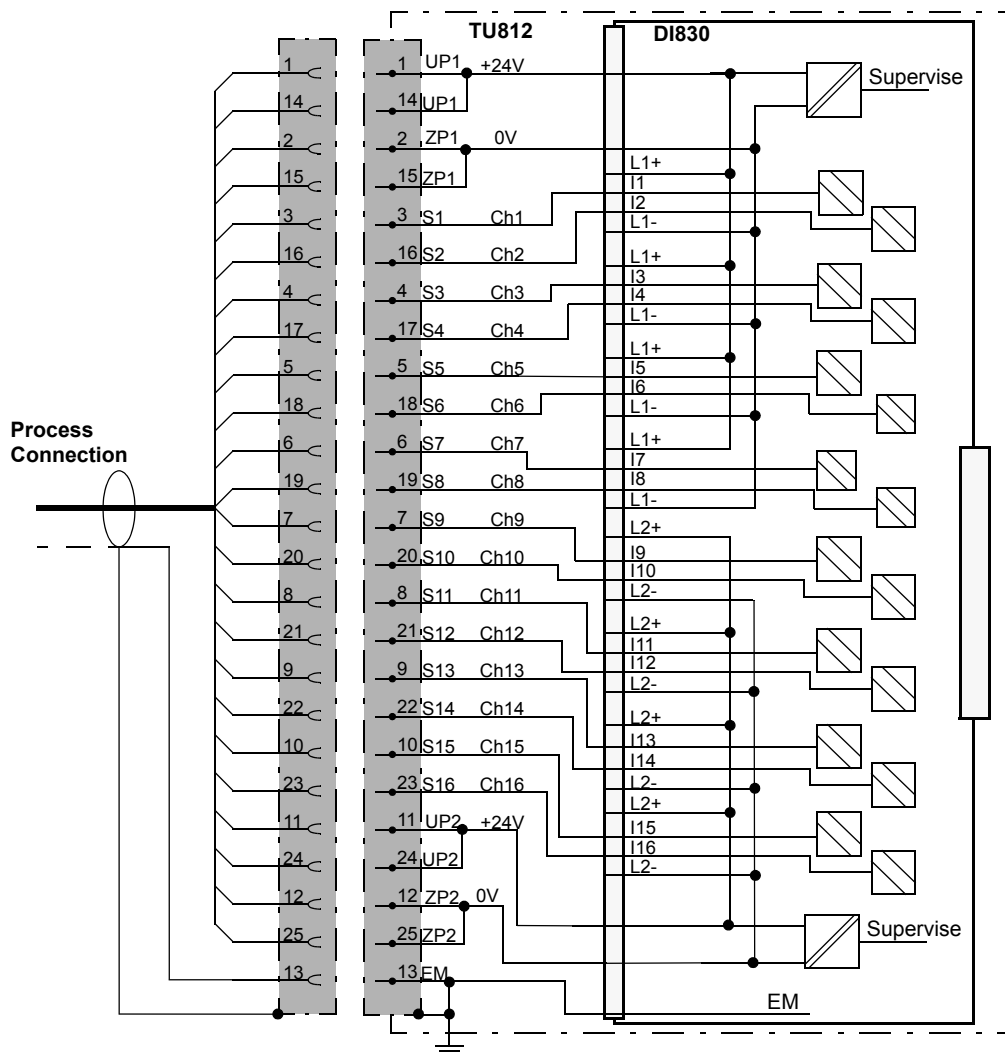 TU812
DI830
1 1 UP1 +24V
Supervise
14 14 UP1
2 2 ZP1 0V
L1+
15 15 ZP1
I1
3 3 S1 Ch1
I2
L1-
16 16 S2 Ch2
L1+
I3
4 4 S3 Ch3
I4
L1-
17 17 S4 Ch4
L1+
5 5 S5 Ch5
I5
I6
18 18 S6 Ch6
L1-
Process
Connection
6 6 S7 Ch7
L1+
I7
19 19 S8 Ch8
I8
L1-
7 7 S9 Ch9
L2+
I9
20 20 S10 Ch10
I10
8 8 S11 Ch11
L2-
L2+
21 21 S12 Ch12
I11
I12
9 9 S13 Ch13
L2-
22 22 S14 Ch14
L2+
I13
10 10 S15 Ch15
I14
L2-
23 23 S16 Ch16
L2+
11 11 UP2 +24V
I15
I16
24 24 UP2
L2-
12 12 ZP2 0V
Supervise
25 25 ZP2
13 13 EM
EM